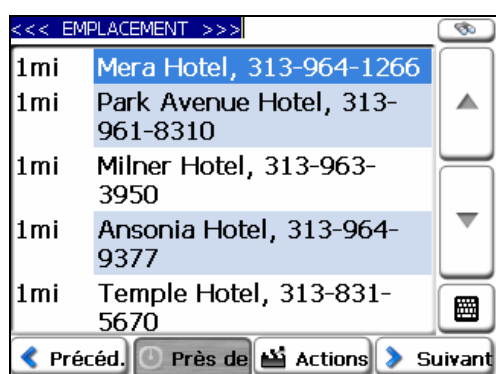 <<< EMPLACEMENT >>>
1mi Mera Hotel, 313-964-1266
1mi Park Avenue Hotel, 313-
961-8310
1mi Milner Hotel, 313-963-
3950
1mi Ansonia Hotel, 313-964-
9377
1mi Temple Hotel, 313-831-
5670
Précéd. Près de Actions Suivant